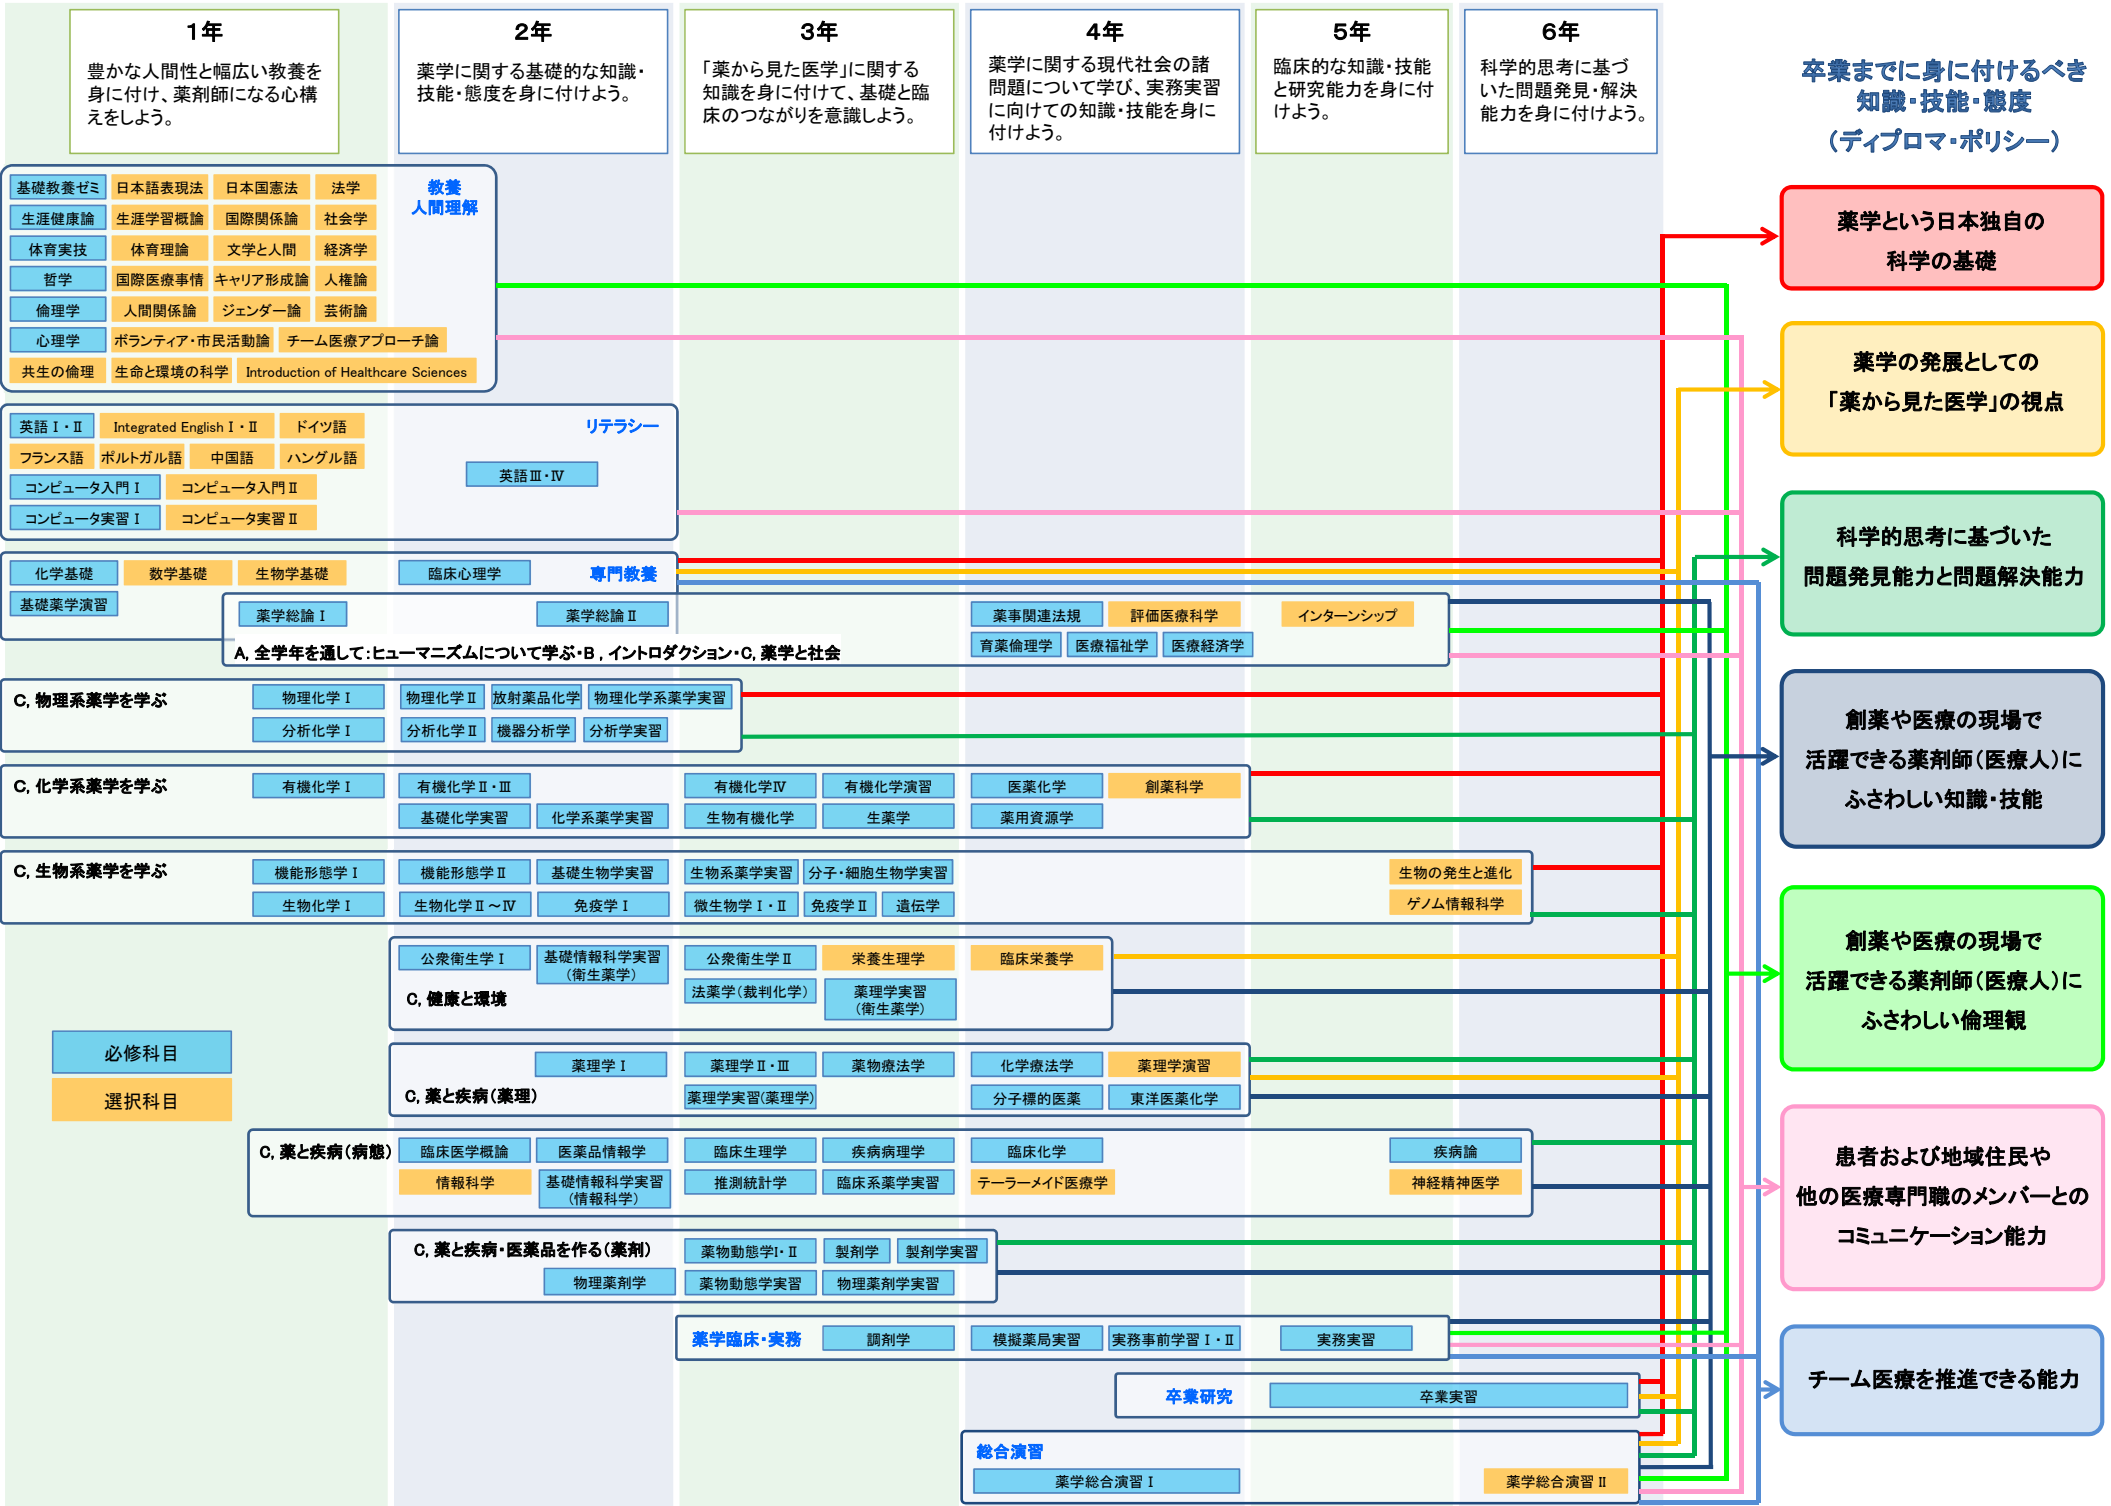 1年
豊かな人間性と幅広い教養を
身に付け、薬剤師になる心構
えをしよう。
2年
薬学に関する基礎的な知識・
技能・態度を身に付けよう。
3年
「薬から見た医学」に関する
知識を身に付けて、基礎と臨
床のつながりを意識しよう。
4年
薬学に関する現代社会の諸
問題について学び、実務実習
に向けての知識・技能を身に
付けよう。
5年
臨床的な知識・技能
と研究能力を身に付
けよう。
6年
科学的思考に基づ
いた問題発見・解決
能力を身に付けよう。
卒業までに身に付けるべき
知識・技能・態度
（ディプロマ・ポリシー）
教養
人間理解
基礎教養ゼミ 日本語表現法 日本国憲法 法学
生涯健康論 生涯学習概論 国際関係論 社会学
体育実技 体育理論 文学と人間 経済学
哲学 国際医療事情 キャリア形成論 人権論
倫理学 人間関係論 ジェンダー論 芸術論
心理学 ボランティア・市民活動論 チーム医療アプローチ論
共生の倫理 生命と環境の科学 Introduction of Healthcare Sciences
リテラシー
英語Ⅰ・Ⅱ Integrated EnglishⅠ・Ⅱ ドイツ語
フランス語 ポルトガル語 中国語 ハングル語
英語Ⅲ・Ⅳ
コンピュータ入門Ⅰ コンピュータ入門Ⅱ
コンピュータ実習Ⅰ コンピュータ実習Ⅱ
化学基礎 数学基礎 生物学基礎 臨床心理学 専門教養
基礎薬学演習
薬学総論Ⅰ 薬学総論Ⅱ 薬事関連法規 評価医療科学 インターンシップ
育薬倫理学 医療福祉学 医療経済学
A, 全学年を通して：ヒューマニズムについて学ぶ・B , イントロダクション・C, 薬学と社会
C, 物理系薬学を学ぶ
物理化学Ⅰ 物理化学Ⅱ 放射薬品化学 物理化学系薬学実習
分析化学Ⅰ 分析化学Ⅱ 機器分析学 分析学実習
C, 化学系薬学を学ぶ
有機化学Ⅰ 有機化学Ⅱ・Ⅲ 有機化学Ⅳ 有機化学演習 医薬化学 創薬科学
基礎化学実習 化学系薬学実習 生物有機化学 生薬学 薬用資源学
C, 生物系薬学を学ぶ
機能形態学Ⅰ 機能形態学Ⅱ 基礎生物学実習 生物系薬学実習 分子・細胞生物学実習 生物の発生と進化
生物化学Ⅰ 生物化学Ⅱ～Ⅳ 免疫学Ⅰ 微生物学Ⅰ・Ⅱ 免疫学Ⅱ 遺伝学 ゲノム情報科学
公衆衛生学Ⅰ 基礎情報科学実習
（衛生薬学） 公衆衛生学Ⅱ 栄養生理学 臨床栄養学
C, 健康と環境
法薬学（裁判化学） 薬理学実習
（衛生薬学）
必修科目
選択科目
薬理学Ⅰ 薬理学Ⅱ・Ⅲ 薬物療法学 化学療法学 薬理学演習
C, 薬と疾病（薬理）
薬理学実習（薬理学） 分子標的医薬 東洋医薬化学
C, 薬と疾病（病態）
臨床医学概論 医薬品情報学 臨床生理学 疾病病理学 臨床化学 疾病論
情報科学 基礎情報科学実習
（情報科学） 推測統計学 臨床系薬学実習 テーラーメイド医療学 神経精神医学
C, 薬と疾病・医薬品を作る（薬剤）
薬物動態学Ⅰ・Ⅱ 製剤学 製剤学実習
物理薬剤学 薬物動態学実習 物理薬剤学実習
薬学臨床・実務 調剤学 模擬薬局実習 実務事前学習Ⅰ・Ⅱ 実務実習
卒業研究 卒業実習
総合演習
薬学総合演習Ⅰ 薬学総合演習Ⅱ
薬学という日本独自の
科学の基礎
薬学の発展としての
「薬から見た医学」の視点
科学的思考に基づいた
問題発見能力と問題解決能力
創薬や医療の現場で
活躍できる薬剤師（医療人）に
ふさわしい知識・技能
創薬や医療の現場で
活躍できる薬剤師（医療人）に
ふさわしい倫理観
患者および地域住民や
他の医療専門職のメンバーとの
コミュニケーション能力
チーム医療を推進できる能力